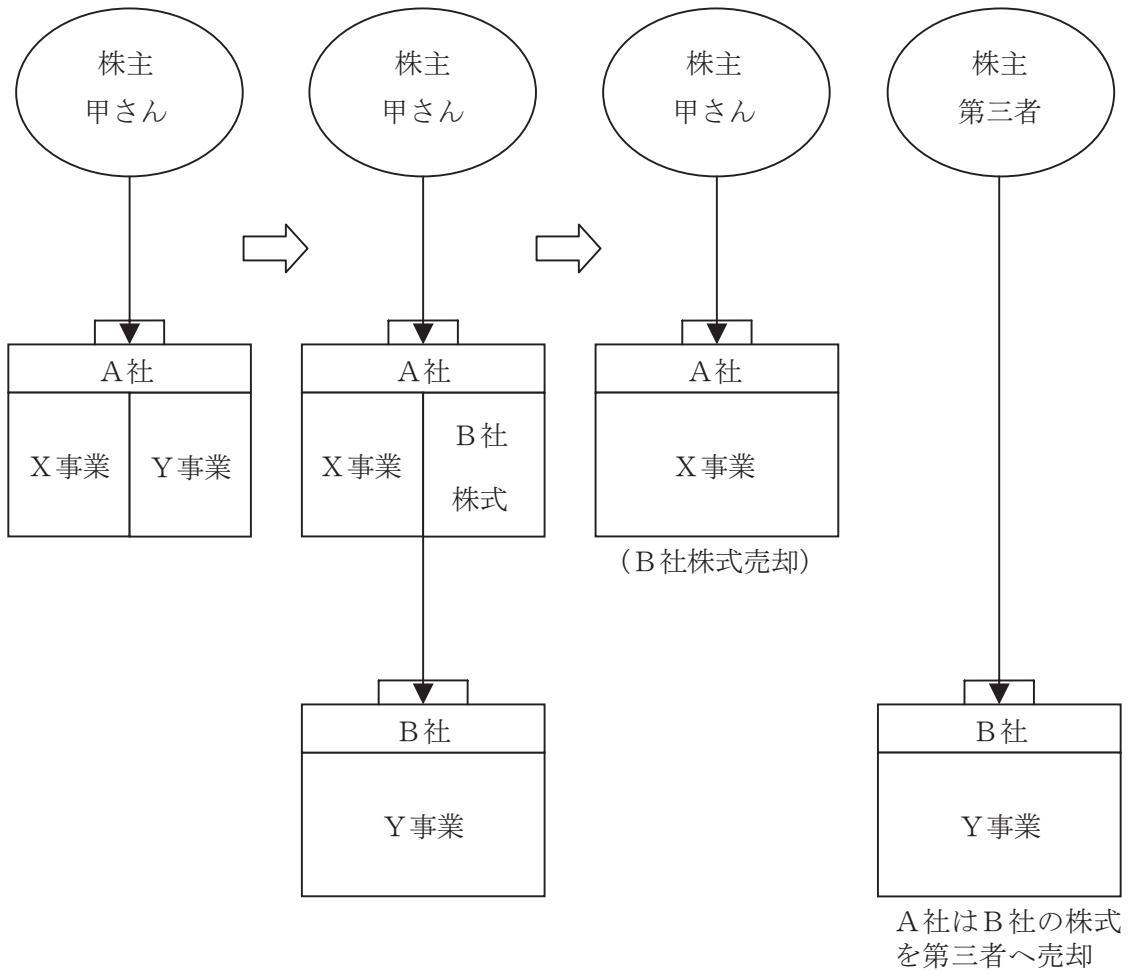 株主
甲さん
株主
甲さん
株主
甲さん
株主
第三者
A社
X事業
Y事業
A社
X事業
B社
株式
A社
X事業
(B社株式売却)
B社
Y事業
B社
Y事業
A社はB社の株式
を第三者へ売却